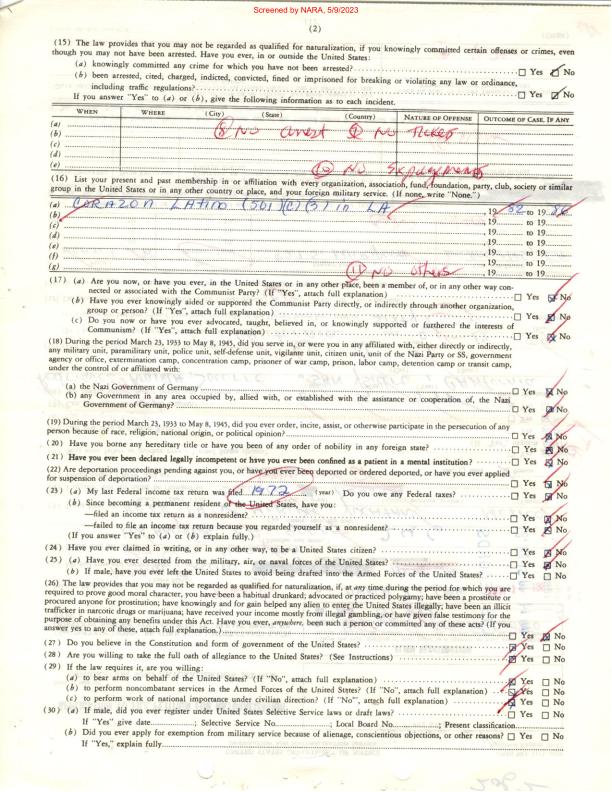 Screened by NARA, 5/9/2023
(2)
(15) The law provides that you may not be regarded as qualified for naturalization, if you knowingly committed certain offenses or crimes, even
though you may not have been arrested. Have you ever, in or outside the United States:
(a) knowingly committed any crime for which you have not been arrested? ☐ Yes ☑ No
(b) been arrested, cited, charged, indicted, convicted, fined or imprisoned for breaking or violating any law or ordinance,
including traffic regulations? ☐ Yes ☑ No
If you answer "Yes" to (a) or (b), give the following information as to each incident.
WHEN WHERE (City) (State) (Country) NATURE OF OFFENSE OUTCOME OF CASE, IF ANY
(a)
(b) ⑧ No arrest ⑨ No Ticket
(c)
(d)
(e) ⑩ No Expungements
(16) List your present and past membership in or affiliation with every organization, association, fund, foundation, party, club, society or similar
group in the United States or in any other country or place, and your foreign military service. (If none, write "None.")
(a) CORAZON LATINO (501)(C)(3) in LA , 19 82 to 19 86
(b) , 19 to 19
(c) , 19 to 19
(d) , 19 to 19
(e) , 19 to 19
(f) , 19 to 19
(g) ⑪ NO others , 19 to 19
(17) (a) Are you now, or have you ever, in the United States or in any other place, been a member of, or in any other way con-
nected or associated with the Communist Party? (If "Yes", attach full explanation) ☐ Yes ☒ No
(b) Have you ever knowingly aided or supported the Communist Party directly, or indirectly through another organization,
group or person? (If "Yes", attach full explanation) ☐ Yes ☒ No
(c) Do you now or have you ever advocated, taught, believed in, or knowingly supported or furthered the interests of
Communism? (If "Yes", attach full explanation) ☐ Yes ☒ No
(18) During the period March 23, 1933 to May 8, 1945, did you serve in, or were you in any affiliated with, either directly or indirectly,
any military unit, paramilitary unit, police unit, self-defense unit, vigilante unit, citizen unit, unit of the Nazi Party or SS, government
agency or office, extermination camp, concentration camp, prisoner of war camp, prison, labor camp, detention camp or transit camp,
under the control of or affiliated with:
(a) the Nazi Government of Germany ☐ Yes ☒ No
(b) any Government in any area occupied by, allied with, or established with the assistance or cooperation of, the Nazi
Government of Germany? ☐ Yes ☒ No
(19) During the period March 23, 1933 to May 8, 1945, did you ever order, incite, assist, or otherwise participate in the persecution of any
person because of race, religion, national origin, or political opinion? ☐ Yes ☒ No
(20) Have you borne any hereditary title or have you been of any order of nobility in any foreign state? ☐ Yes ☒ No
(21) Have you ever been declared legally incompetent or have you ever been confined as a patient in a mental institution? ☐ Yes ☒ No
(22) Are deportation proceedings pending against you, or have you ever been deported or ordered deported, or have you ever applied
for suspension of deportation? ☐ Yes ☒ No
(23) (a) My last Federal income tax return was filed 1972 (year) Do you owe any Federal taxes? ☐ Yes ☒ No
(b) Since becoming a permanent resident of the United States, have you:
—filed an income tax return as a nonresident? ☐ Yes ☒ No
—failed to file an income tax return because you regarded yourself as a nonresident? ☐ Yes ☒ No
(If you answer "Yes" to (a) or (b) explain fully.)
(24) Have you ever claimed in writing, or in any other way, to be a United States citizen? ☐ Yes ☒ No
(25) (a) Have you ever deserted from the military, air, or naval forces of the United States? ☐ Yes ☒ No
(b) If male, have you ever left the United States to avoid being drafted into the Armed Forces of the United States? ☐ Yes ☐ No
(26) The law provides that you may not be regarded as qualified for naturalization, if, at any time during the period for which you are
required to prove good moral character, you have been a habitual drunkard; advocated or practiced polygamy; have been a prostitute or
procured anyone for prostitution; have knowingly and for gain helped any alien to enter the United States illegally; have been an illicit
trafficker in narcotic drugs or marijuana; have received your income mostly from illegal gambling, or have given false testimony for the
purpose of obtaining any benefits under this Act. Have you ever, anywhere, been such a person or committed any of these acts? (If you
answer yes to any of these, attach full explanation.) ☐ Yes ☒ No
(27) Do you believe in the Constitution and form of government of the United States? ☒ Yes ☐ No
(28) Are you willing to take the full oath of allegiance to the United States? (See Instructions) ☒ Yes ☐ No
(29) If the law requires it, are you willing:
(a) to bear arms on behalf of the United States? (If "No", attach full explanation) ☒ Yes ☐ No
(b) to perform noncombatant services in the Armed Forces of the United States? (If "No", attach full explanation) ☒ Yes ☐ No
(c) to perform work of national importance under civilian direction? (If "No", attach full explanation) ☒ Yes ☐ No
(30) (a) If male, did you ever register under United States Selective Service laws or draft laws? ☐ Yes ☐ No
If "Yes" give date ; Selective Service No. ; Local Board No. ; Present classification
(b) Did you ever apply for exemption from military service because of alienage, conscientious objections, or other reasons? ☐ Yes ☐ No
If "Yes," explain fully